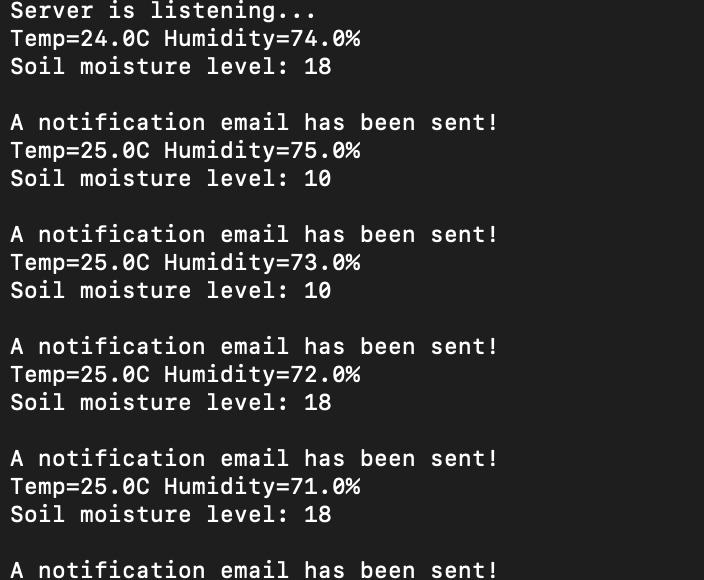 Server is listening...
Temp=24.0C Humidity=74.0%
Soil moisture level: 18
A notification email has been sent!
Temp=25.0C Humidity=75.0%
Soil moisture level: 10
A notification email has been sent!
Temp=25.0C Humidity=73.0%
Soil moisture level: 10
A notification email has been sent!
Temp=25.0C Humidity=72.0%
Soil moisture level: 18
A notification email has been sent!
Temp=25.0C Humidity=71.0%
Soil moisture level: 18
A notification email has been sent!